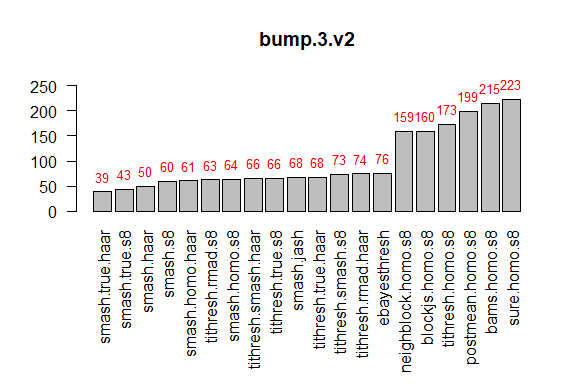 bump.3.v2
250
200
150
100
50
0
39 43 50 60 61 63 64 66 66 68 68 73 74 76 159 160 173 199 215 223
smash.true.haar
smash.true.s8
smash.haar
smash.s8
smash.homo.haar
tithresh.rmad.s8
smash.homo.s8
tithresh.smash.haar
tithresh.true.s8
smash.jash
tithresh.true.haar
tithresh.smash.s8
tithresh.rmad.haar
ebayesthresh
neighblock.homo.s8
blockjs.homo.s8
tithresh.homo.s8
postmean.homo.s8
bams.homo.s8
sure.homo.s8